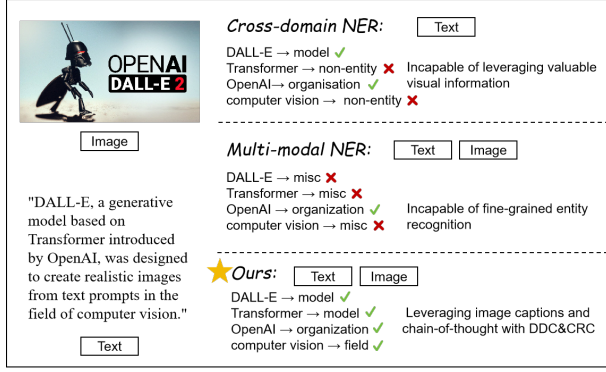 OPENAI
DALL-E 2
Image
"DALL-E, a generative
model based on
Transformer introduced
by OpenAI, was designed
to create realistic images
from text prompts in the
field of computer vision."
Text
Cross-domain NER:
Text
DALL-E → model ✓
Transformer → non-entity ✗
OpenAI→ organisation ✓
computer vision → non-entity ✗
Incapable of leveraging valuable
visual information
Multi-modal NER:
Text
Image
DALL-E → misc ✗
Transformer → misc ✗
OpenAI → organization ✓
computer vision → misc ✗
Incapable of fine-grained entity
recognition
Ours:
Text
Image
DALL-E → model ✓
Transformer → model ✓
OpenAI → organization ✓
computer vision → field ✓
Leveraging image captions and
chain-of-thought with DDC&CRC